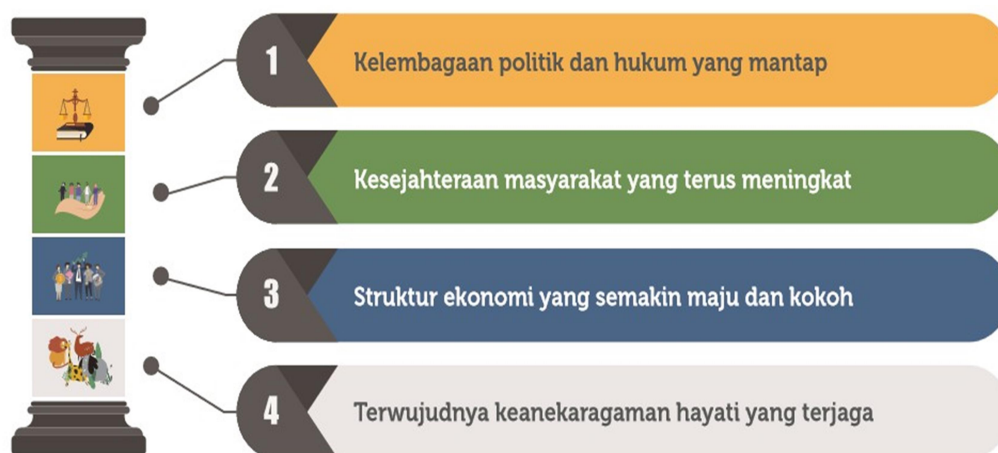 1
Kelembagaan politik dan hukum yang mantap
2
Kesejahteraan masyarakat yang terus meningkat
3
Struktur ekonomi yang semakin maju dan kokoh
4
Terwujudnya keanekaragaman hayati yang terjaga